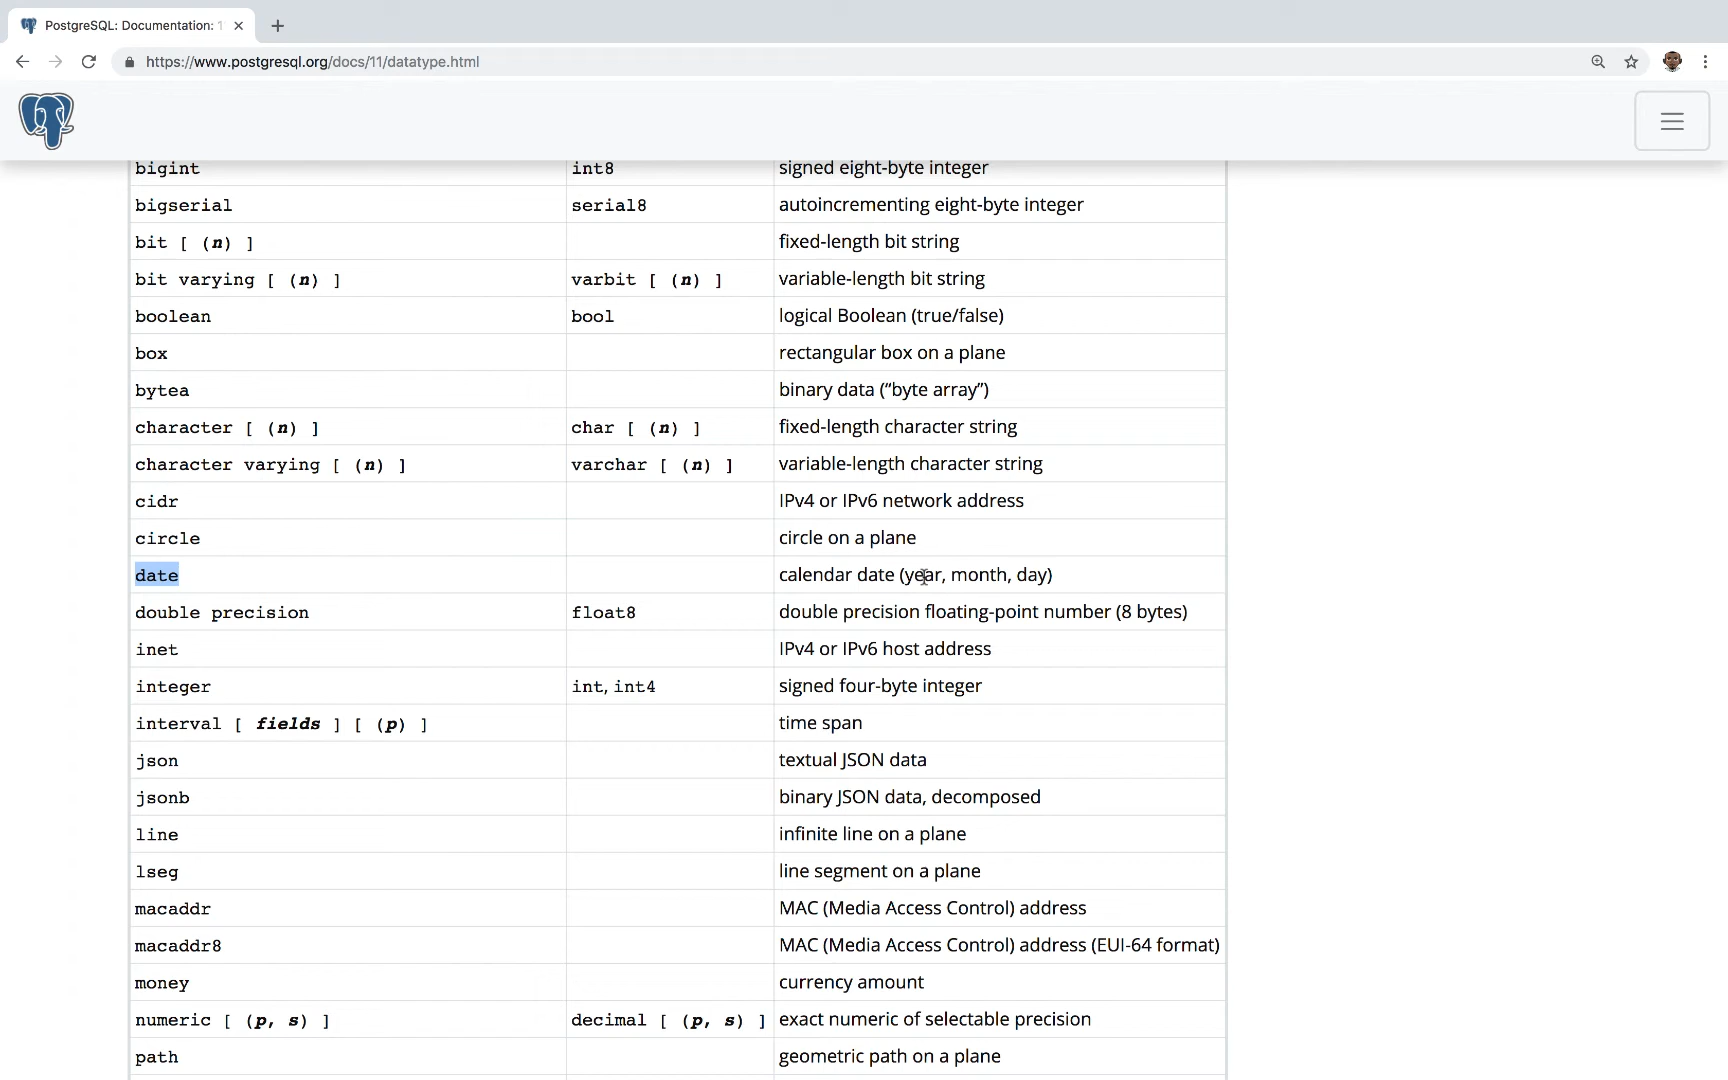 PostgreSQL: Documentation: 1
https://www.postgresql.org/docs/11/datatype.html
bigint int8 signed eight-byte integer
bigserial serial8 autoincrementing eight-byte integer
bit [ (n) ] fixed-length bit string
bit varying [ (n) ] varbit [ (n) ] variable-length bit string
boolean bool logical Boolean (true/false)
box rectangular box on a plane
bytea binary data (“byte array”)
character [ (n) ] char [ (n) ] fixed-length character string
character varying [ (n) ] varchar [ (n) ] variable-length character string
cidr IPv4 or IPv6 network address
circle circle on a plane
date calendar date (year, month, day)
double precision float8 double precision floating-point number (8 bytes)
inet IPv4 or IPv6 host address
integer int, int4 signed four-byte integer
interval [ fields ] [ (p) ] time span
json textual JSON data
jsonb binary JSON data, decomposed
line infinite line on a plane
lseg line segment on a plane
macaddr MAC (Media Access Control) address
macaddr8 MAC (Media Access Control) address (EUI-64 format)
money currency amount
numeric [ (p, s) ] decimal [ (p, s) ] exact numeric of selectable precision
path geometric path on a plane